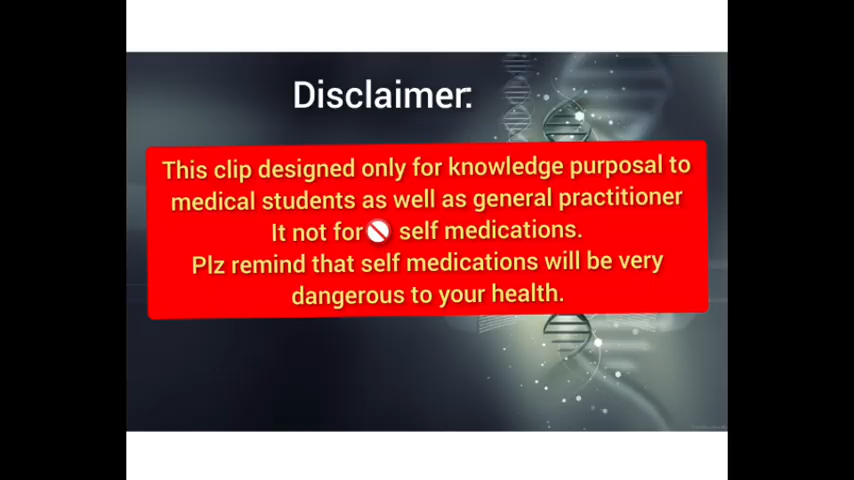 Disclaimer:
This clip designed only for knowledge purposal to
medical students as well as general practitioner
It not for🚫 self medications.
Plz remind that self medications will be very
dangerous to your health.